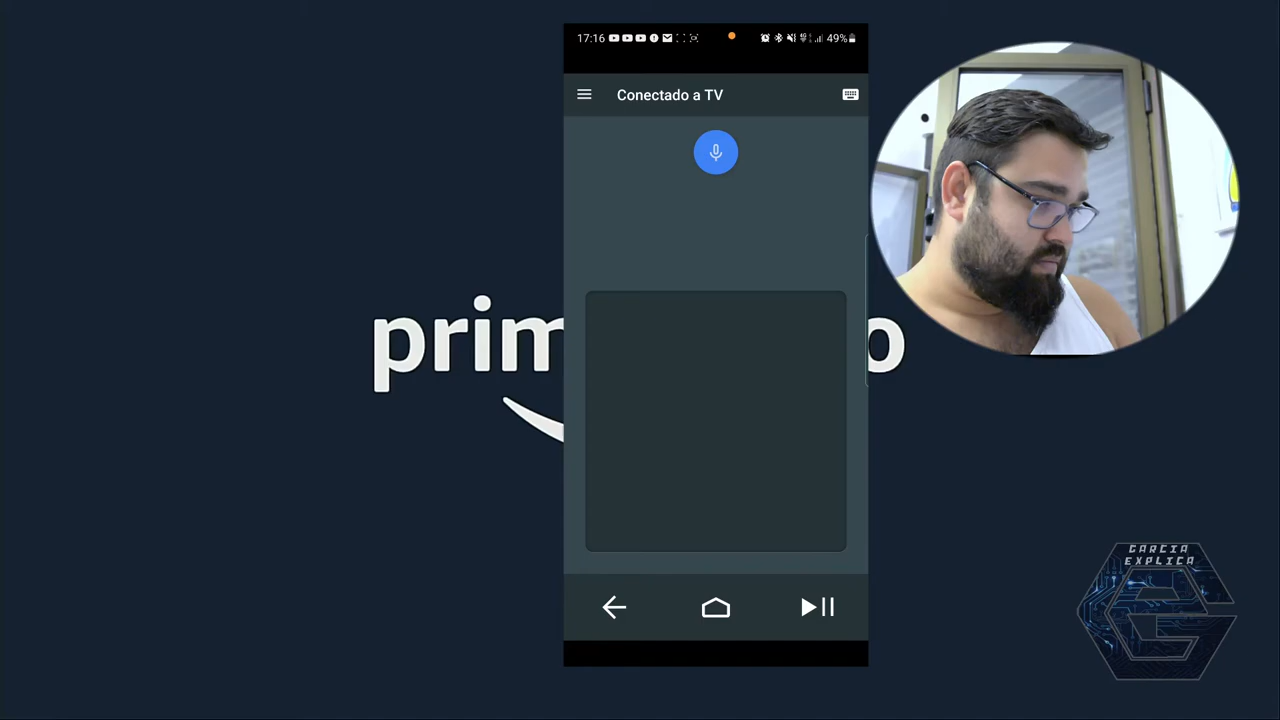 17:16
49%
Conectado a TV
prim
o
GARCIA
EXPLICA